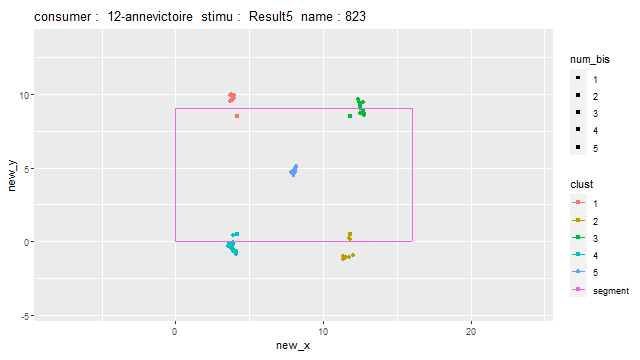 consumer : 12-annevictoire stimu : Result5 name : 823
10
5
0
-5
new_y
0
10
20
new_x
num_bis
1
2
3
4
5
clust
1
2
3
4
5
segment